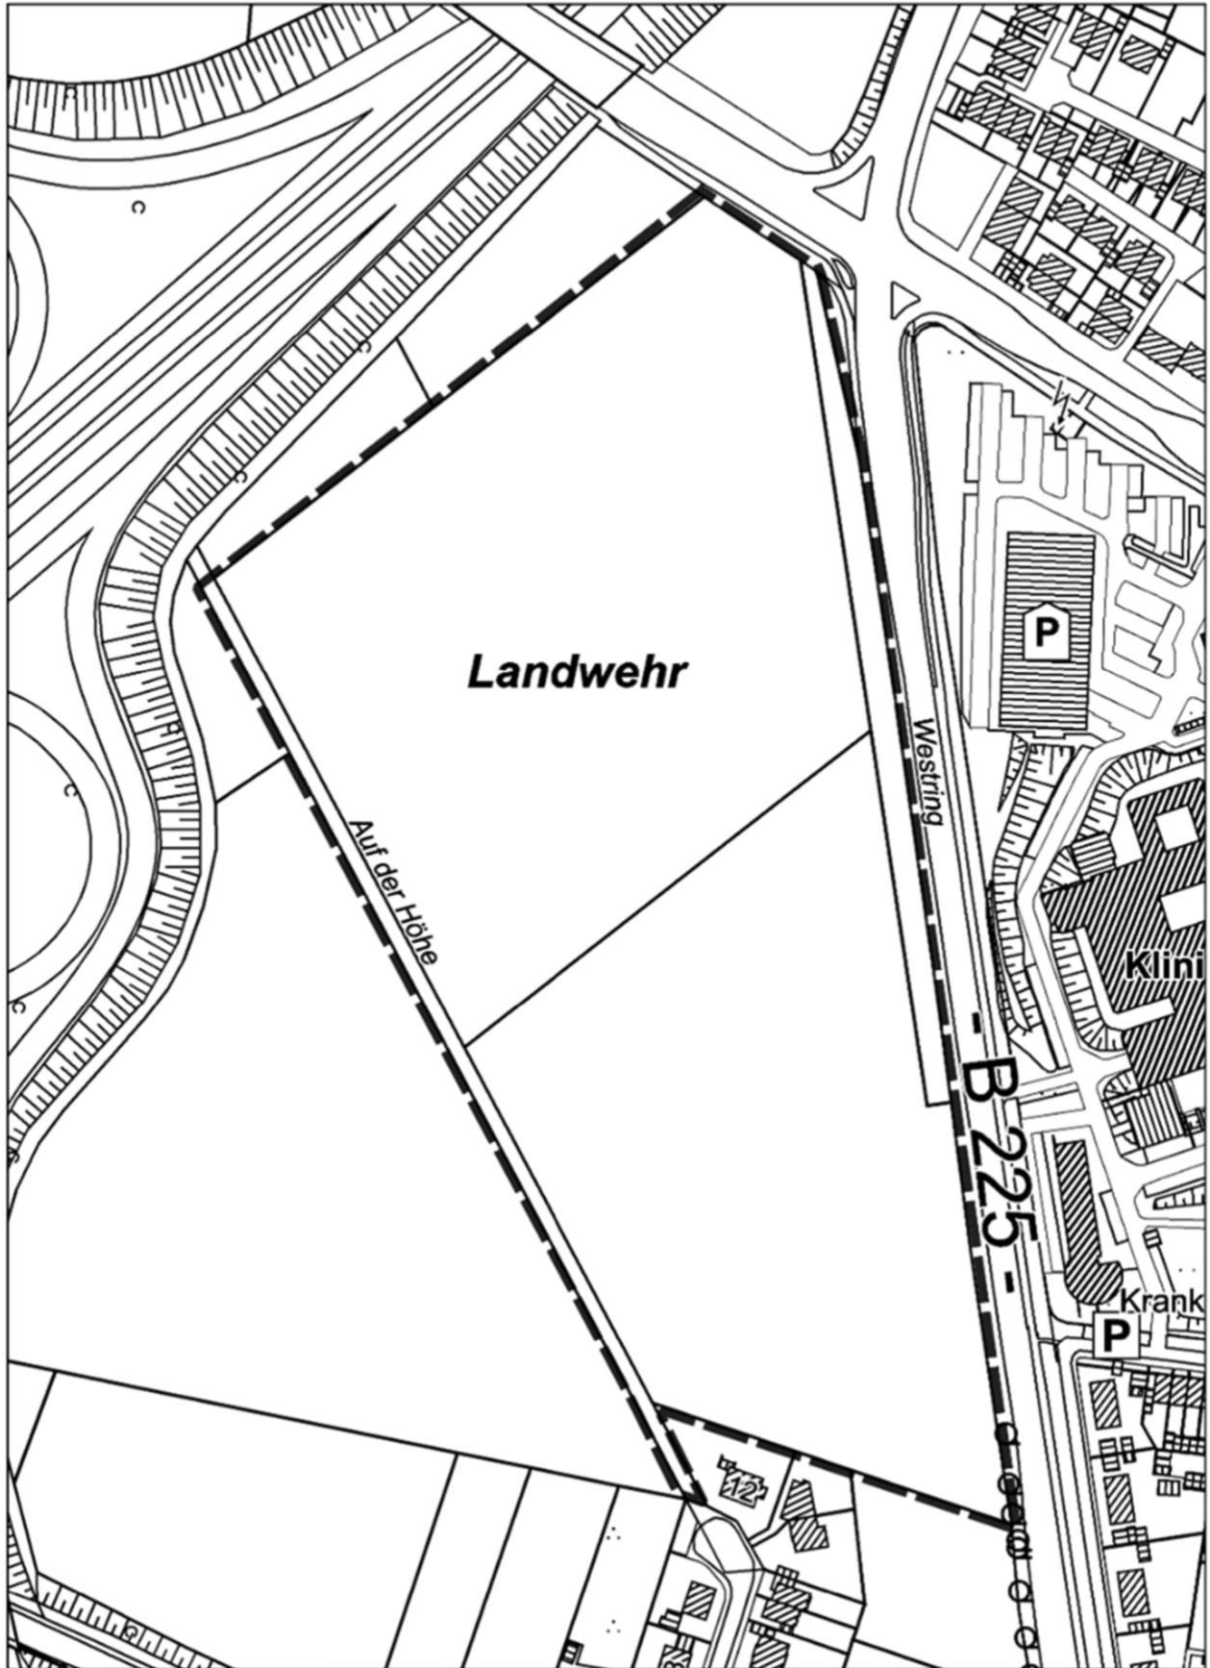 P
Landwehr
Westring
Auf der Höhe
Klini
- B 225 -
Krank
P
12